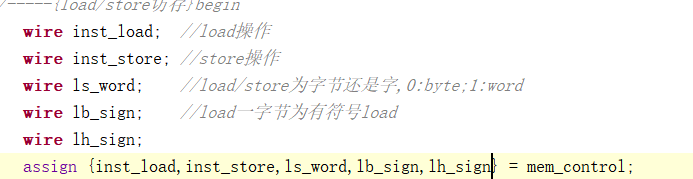 /-----{load/store访存}begin
wire inst_load;  //load操作
wire inst_store; //store操作
wire ls_word;    //load/store为字节还是字,0:byte;1:word
wire lb_sign;    //load一字节为有符号load
wire lh_sign;
assign {inst_load,inst_store,ls_word,lb_sign,lh_sign} = mem_control;